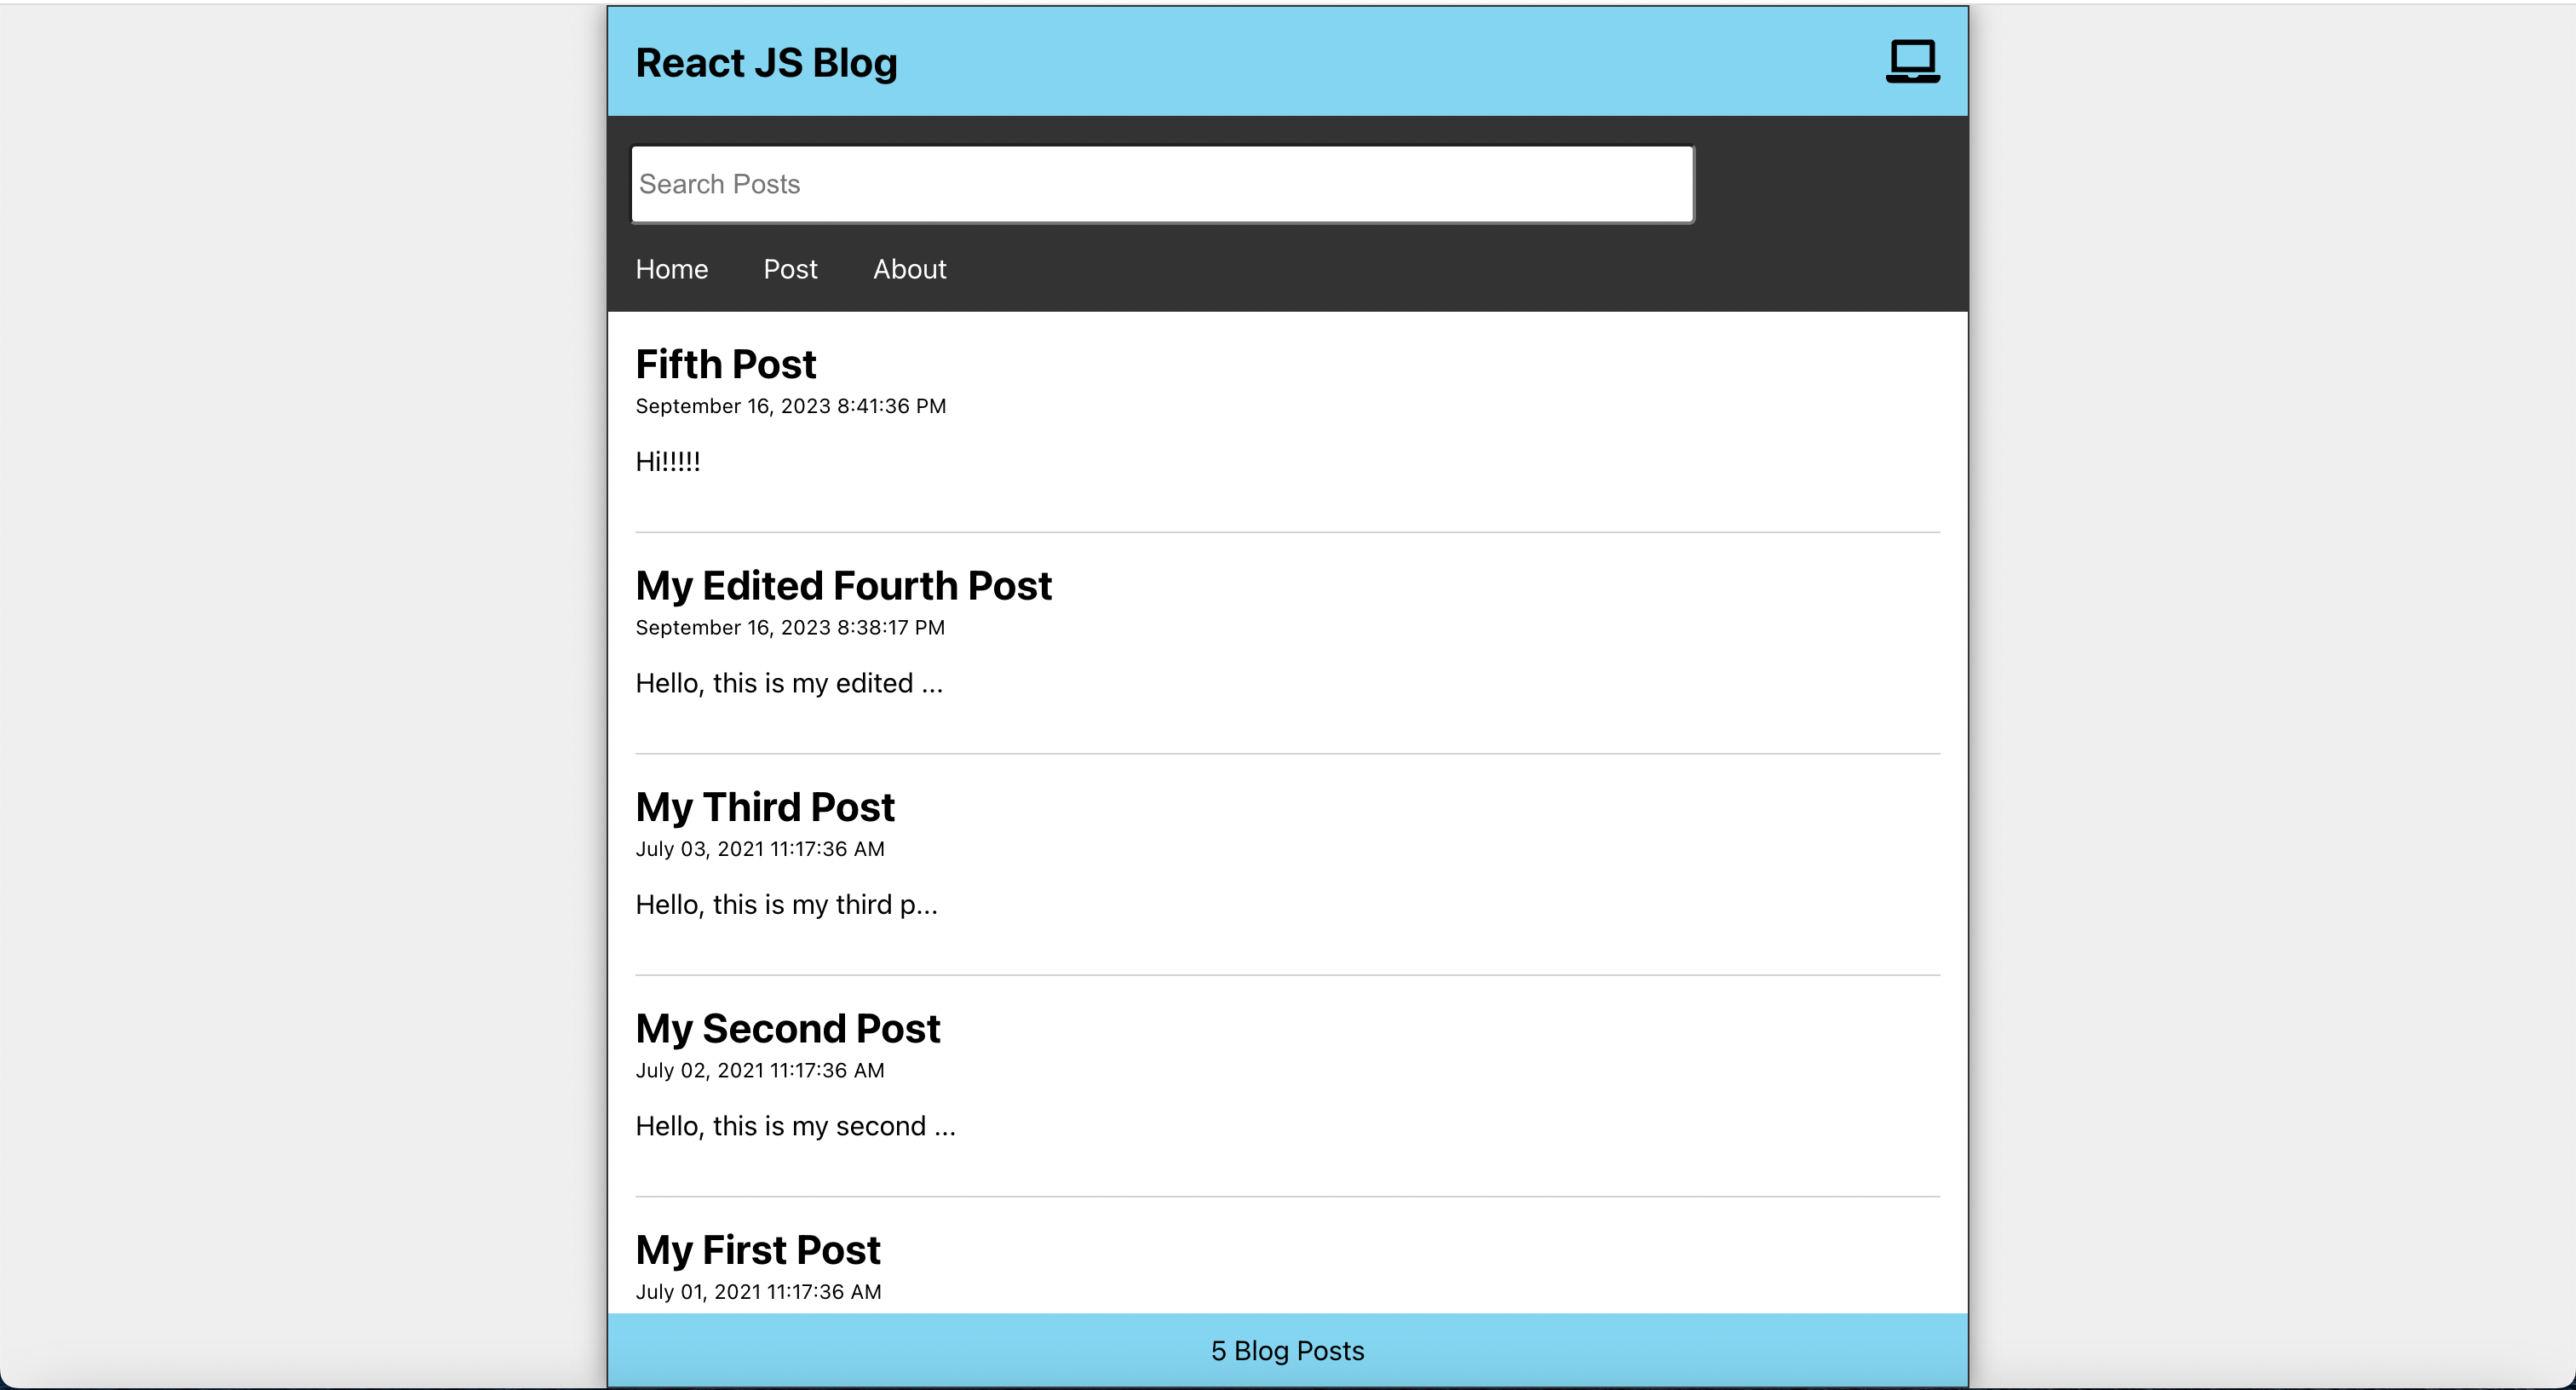 React JS Blog
Search Posts
Home Post About
Fifth Post
September 16, 2023 8:41:36 PM
Hi!!!!!
My Edited Fourth Post
September 16, 2023 8:38:17 PM
Hello, this is my edited ...
My Third Post
July 03, 2021 11:17:36 AM
Hello, this is my third p...
My Second Post
July 02, 2021 11:17:36 AM
Hello, this is my second ...
My First Post
July 01, 2021 11:17:36 AM
5 Blog Posts